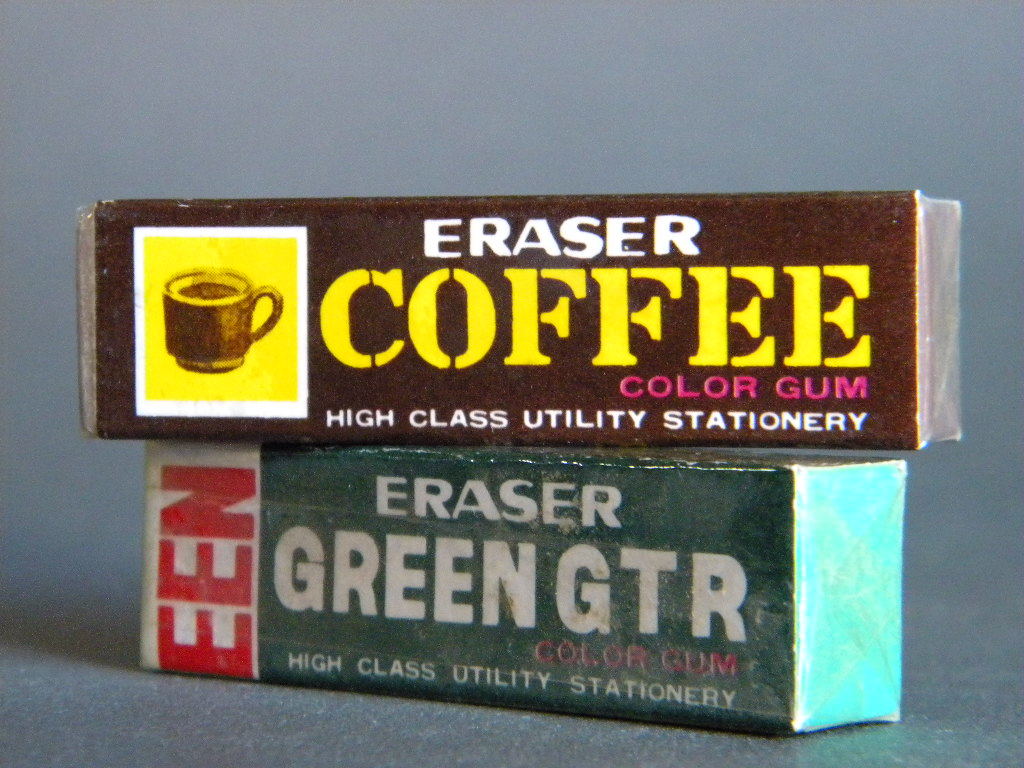 ERASER
COFFEE
COLOR GUM
HIGH CLASS UTILITY STATIONERY
EEN
ERASER
GREEN GTR
COLOR GUM
HIGH CLASS UTILITY STATIONERY